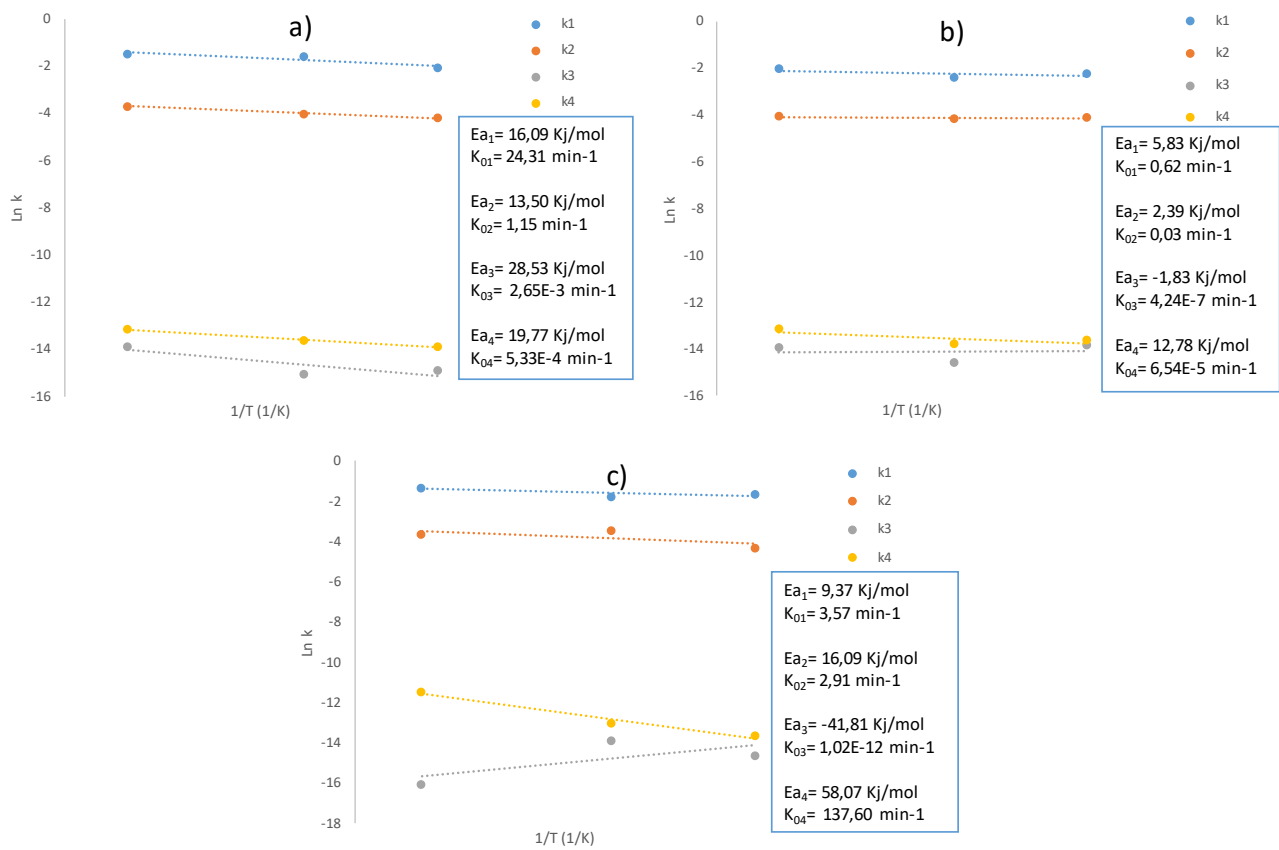 a)
0
-2
-4
-6
-8
-10
-12
-14
-16
Ln k
1/T (1/K)
k1
k2
k3
k4
Ea1= 16,09 Kj/mol
K01= 24,31 min-1
Ea2= 13,50 Kj/mol
K02= 1,15 min-1
Ea3= 28,53 Kj/mol
K03=  2,65E-3 min-1
Ea4= 19,77 Kj/mol
K04= 5,33E-4 min-1
b)
0
-2
-4
-6
-8
-10
-12
-14
-16
Ln k
1/T (1/K)
k1
k2
k3
k4
Ea1= 5,83 Kj/mol
K01= 0,62 min-1
Ea2= 2,39 Kj/mol
K02= 0,03 min-1
Ea3= -1,83 Kj/mol
K03= 4,24E-7 min-1
Ea4= 12,78 Kj/mol
K04= 6,54E-5 min-1
c)
0
-2
-4
-6
-8
-10
-12
-14
-16
-18
Ln k
1/T (1/K)
k1
k2
k3
k4
Ea1= 9,37 Kj/mol
K01= 3,57 min-1
Ea2= 16,09 Kj/mol
K02= 2,91 min-1
Ea3= -41,81 Kj/mol
K03= 1,02E-12 min-1
Ea4= 58,07 Kj/mol
K04= 137,60 min-1